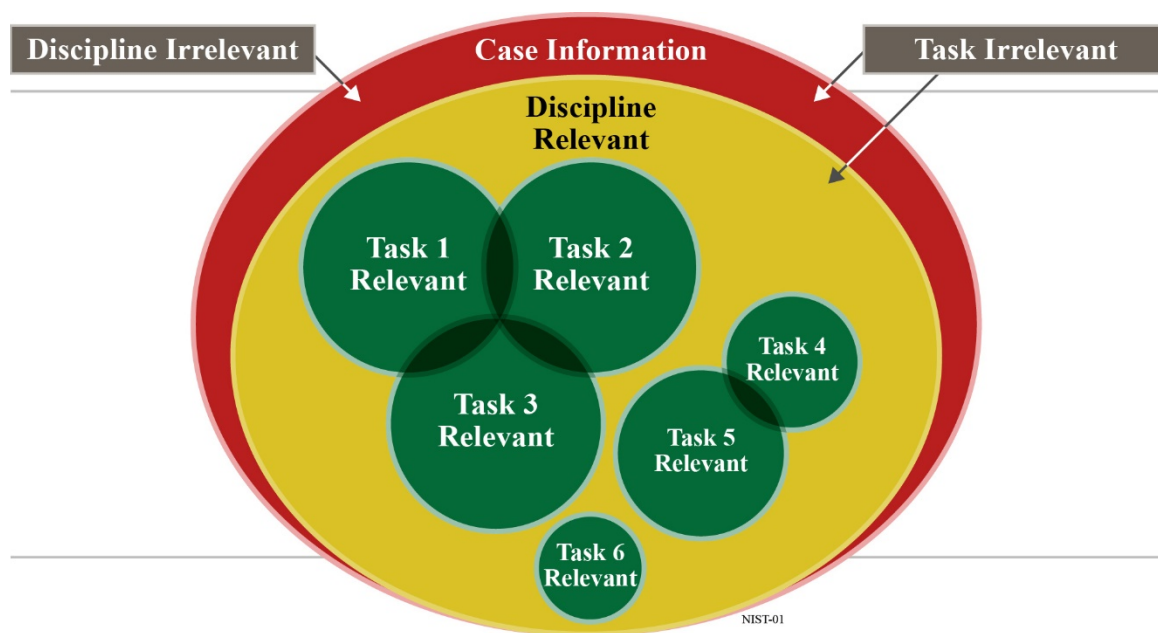 Discipline Irrelevant
Case Information
Task Irrelevant
Discipline
Relevant
Task 1
Relevant
Task 2
Relevant
Task 3
Relevant
Task 4
Relevant
Task 5
Relevant
Task 6
Relevant
NIST-01